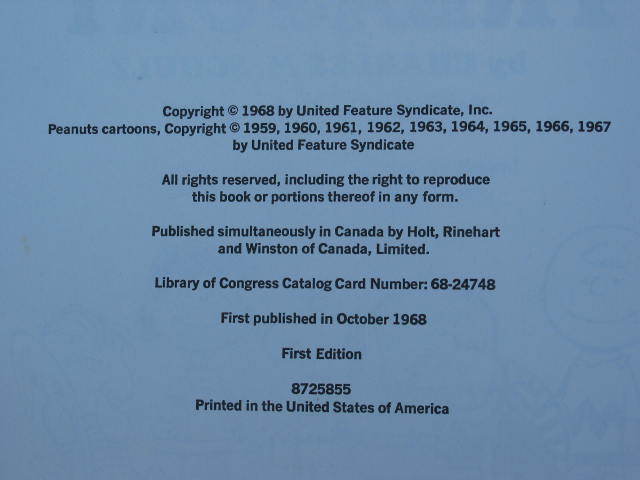 Copyright © 1968 by United Feature Syndicate, Inc.
Peanuts cartoons, Copyright © 1959, 1960, 1961, 1962, 1963, 1964, 1965, 1966, 1967
by United Feature Syndicate
All rights reserved, including the right to reproduce
this book or portions thereof in any form.
Published simultaneously in Canada by Holt, Rinehart
and Winston of Canada, Limited.
Library of Congress Catalog Card Number: 68-24748
First published in October 1968
First Edition
8725855
Printed in the United States of America